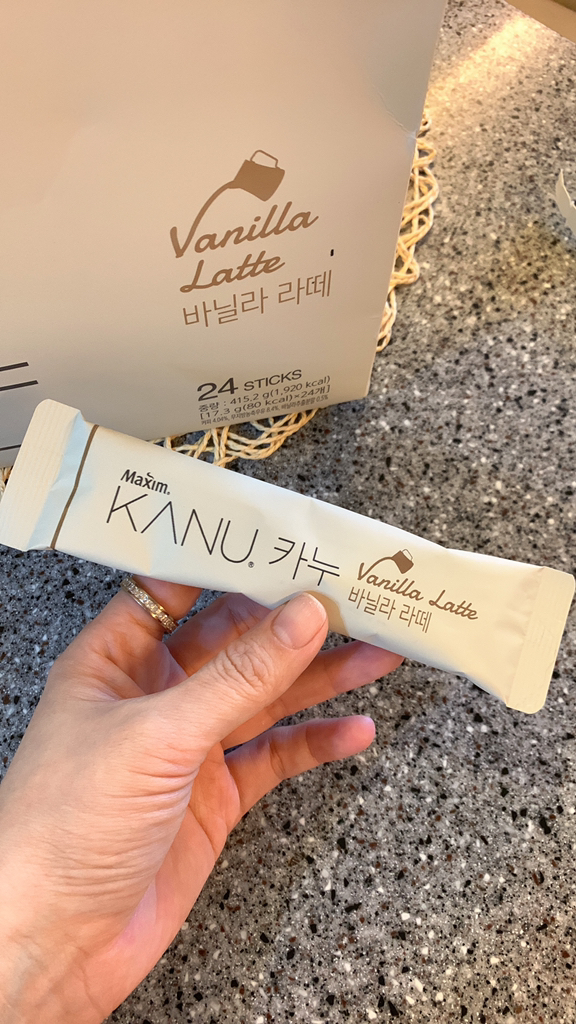 Vanilla
Latte
바닐라 라떼
24 STICKS
중량 : 415.2 g(1,920 kcal)
[17.3 g(80 kcal)×24개]
Maxim.
KANU® 카누
Vanilla Latte
바닐라 라떼